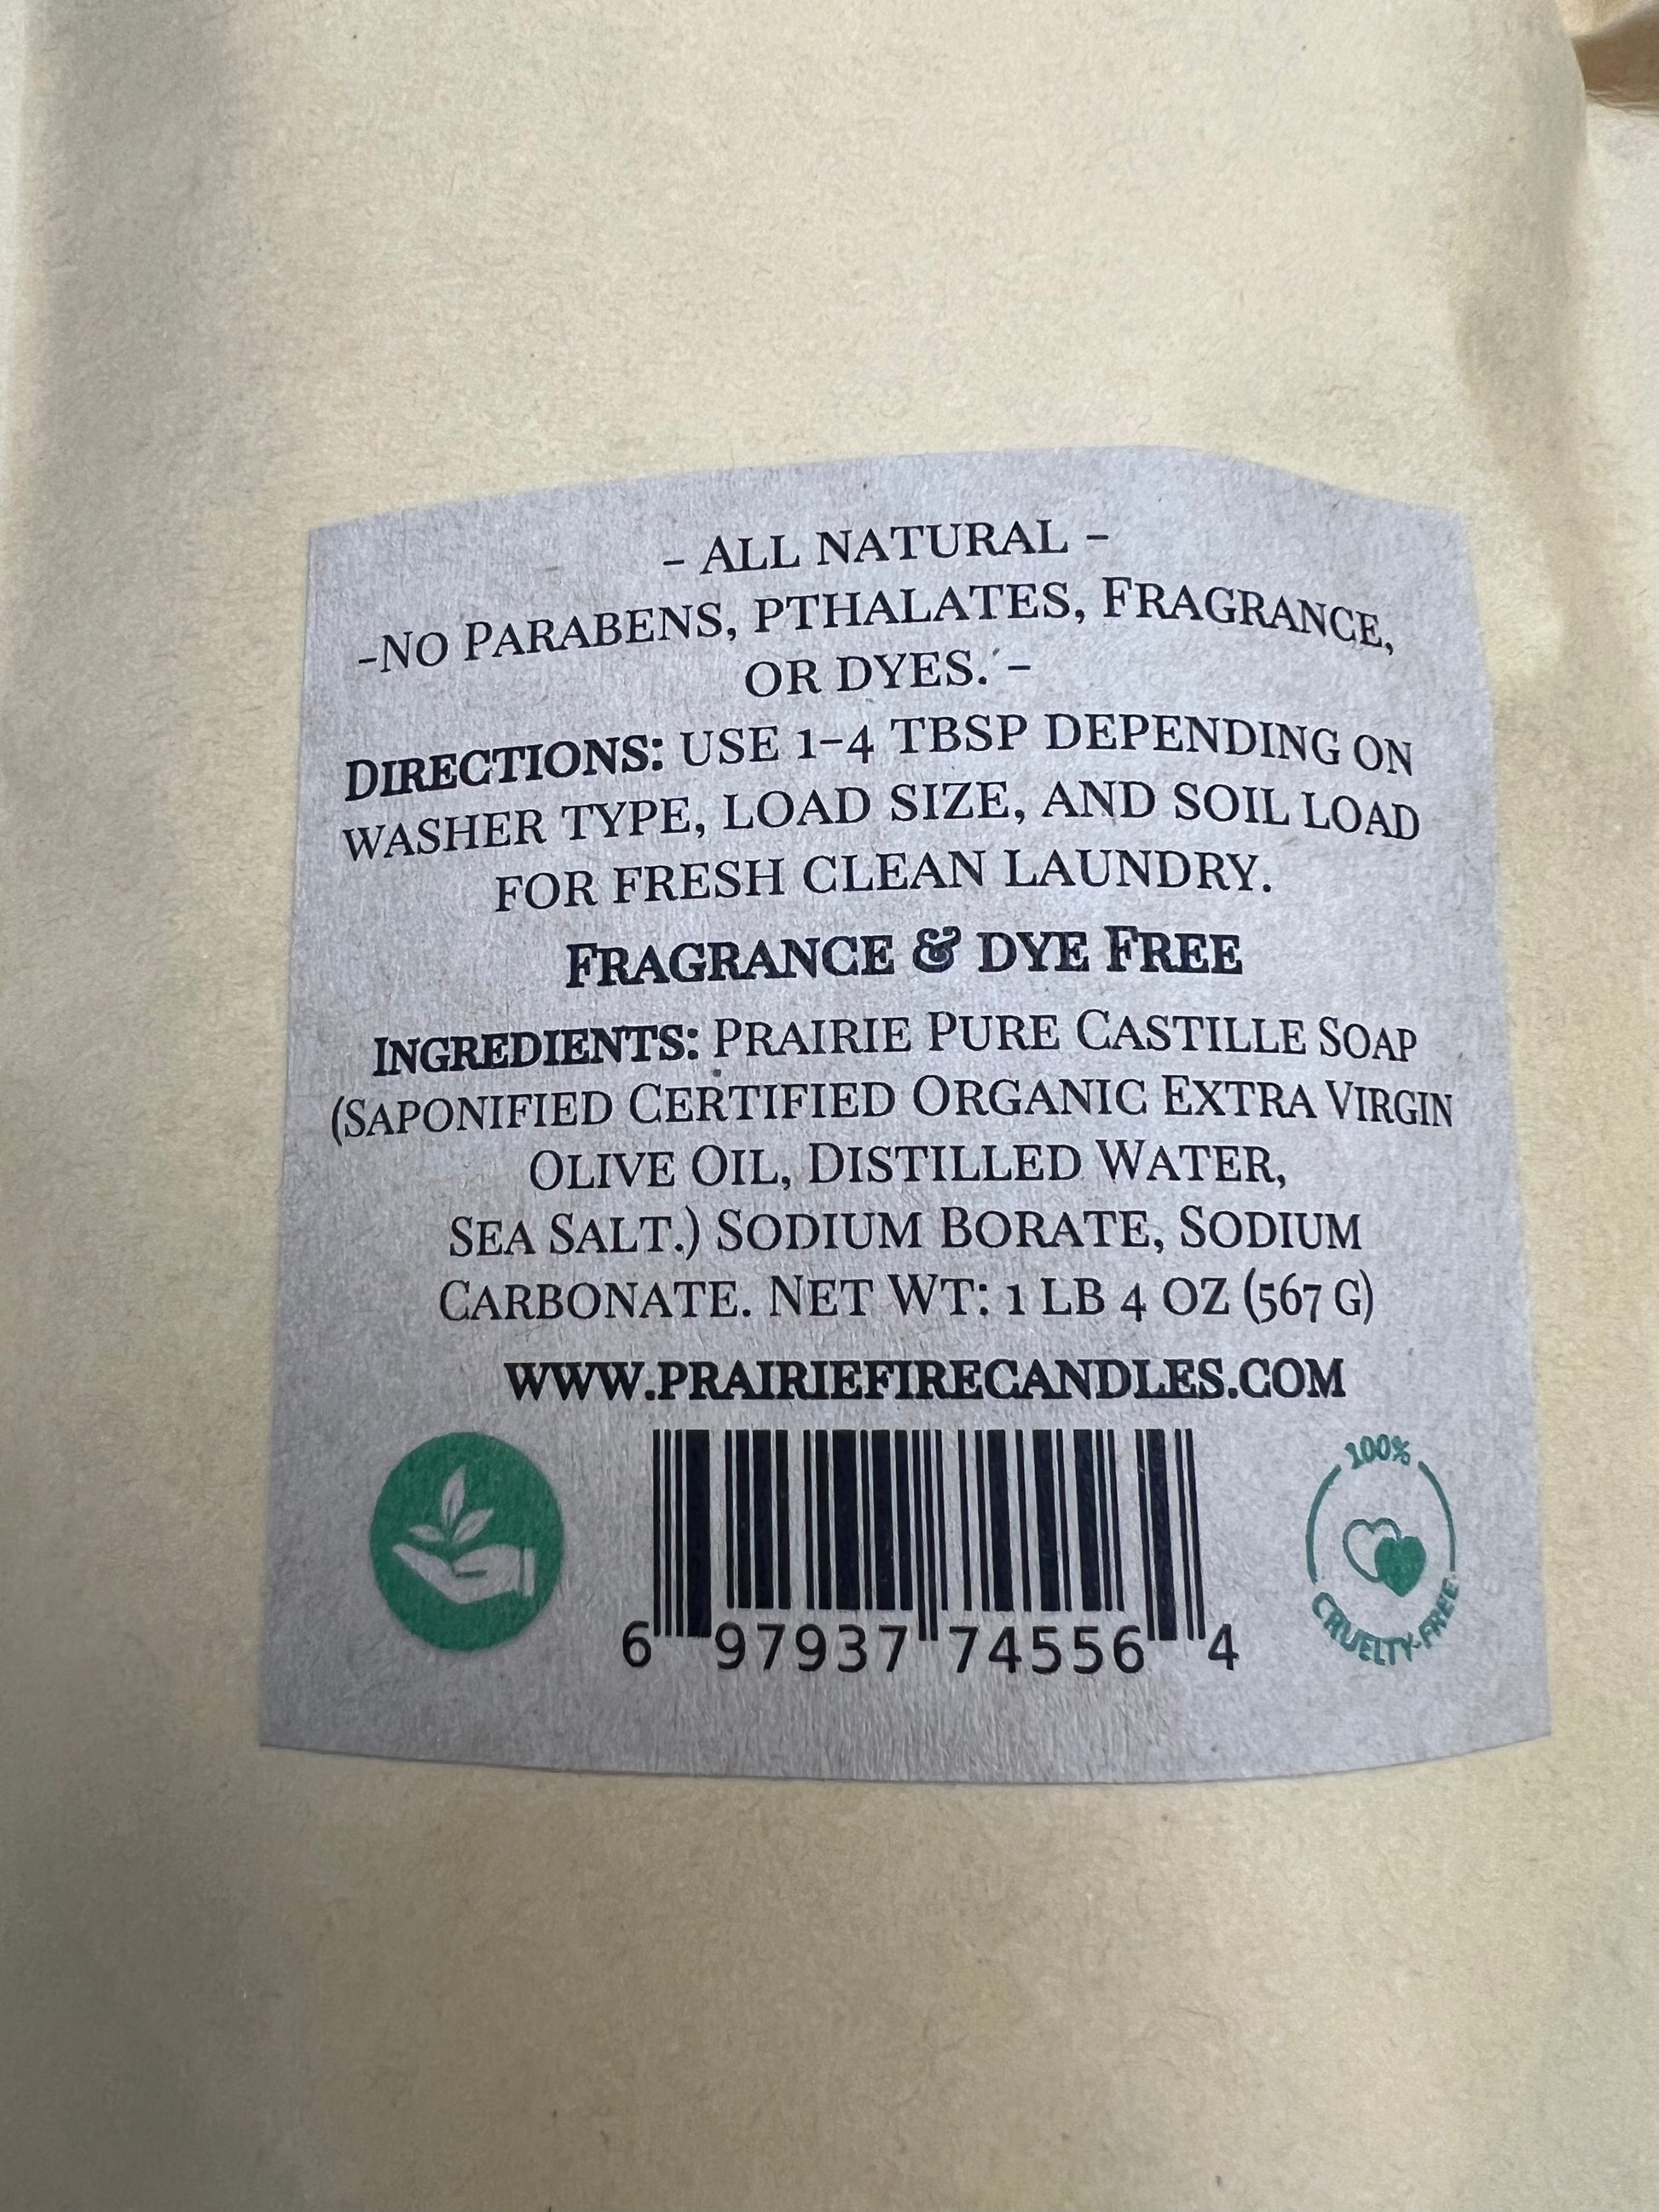 - ALL NATURAL -
-NO PARABENS, PTHALATES, FRAGRANCE,
OR DYES. -
DIRECTIONS: USE 1-4 TBSP DEPENDING ON
WASHER TYPE, LOAD SIZE, AND SOIL LOAD
FOR FRESH CLEAN LAUNDRY.
FRAGRANCE & DYE FREE
INGREDIENTS: PRAIRIE PURE CASTILLE SOAP
(SAPONIFIED CERTIFIED ORGANIC EXTRA VIRGIN
OLIVE OIL, DISTILLED WATER,
SEA SALT.) SODIUM BORATE, SODIUM
CARBONATE. NET WT: 1 LB 4 OZ (567 G)
WWW.PRAIRIEFIRECANDLES.COM
6 97937 74556 4
100%
CRUELTY-FREE